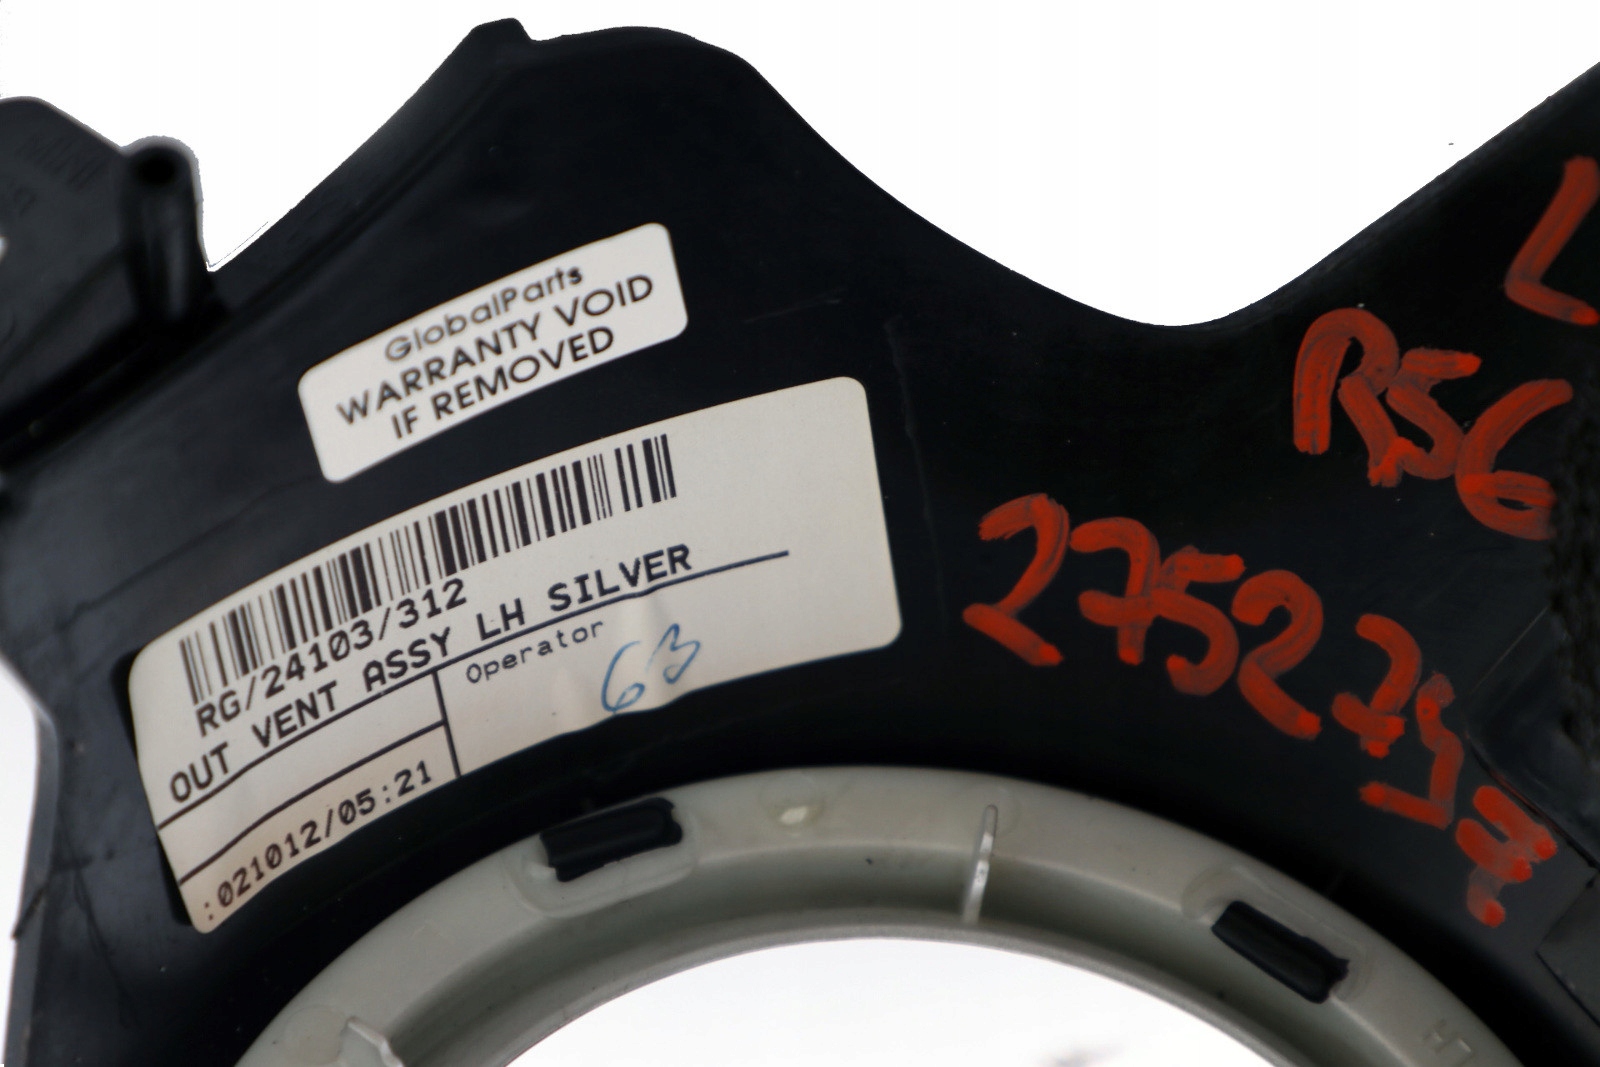 GlobalParts
WARRANTY VOID
IF REMOVED
RG/24103/312
OUT VENT ASSY LH SILVER
Operator
63
:021012/05:21
L
R56
2752797